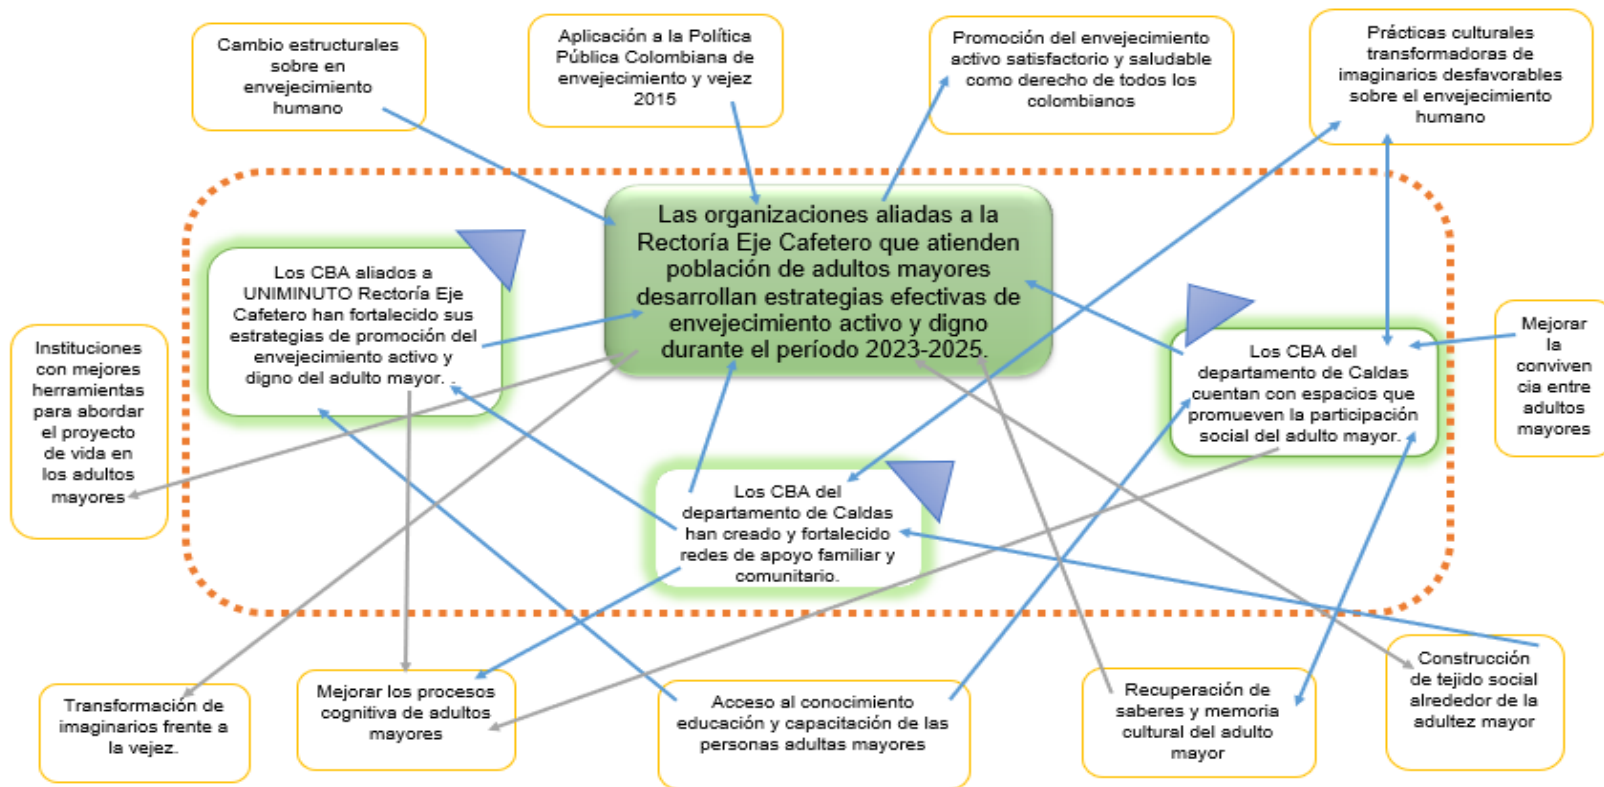 Cambio estructurales
sobre en
envejecimiento
humano
Aplicación a la Política
Pública Colombiana de
envejecimiento y vejez
2015
Promoción del envejecimiento
activo satisfactorio y saludable
como derecho de todos los
colombianos
Prácticas culturales
transformadoras de
imaginarios desfavorables
sobre el envejecimiento
humano
Las organizaciones aliadas a la
Rectoría Eje Cafetero que atienden
población de adultos mayores
desarrollan estrategias efectivas de
envejecimiento activo y digno
durante el período 2023-2025.
Los CBA aliados a
UNIMINUTO Rectoría Eje
Cafetero han fortalecido sus
estrategias de promoción del
envejecimiento activo y
digno del adulto mayor. .
Instituciones
con mejores
herramientas
para abordar
el proyecto
de vida en
los adultos
mayores
Los CBA del
departamento de Caldas
cuentan con espacios que
promueven la participación
social del adulto mayor.
Mejorar
la
conviven
cia entre
adultos
mayores
Los CBA del
departamento de Caldas
han creado y fortalecido
redes de apoyo familiar y
comunitario.
Transformación de
imaginarios frente a
la vejez.
Mejorar los procesos
cognitiva de adultos
mayores
Acceso al conocimiento
educación y capacitación de las
personas adultas mayores
Recuperación de
saberes y memoria
cultural del adulto
mayor
Construcción
de tejido social
alrededor de la
adultez mayor